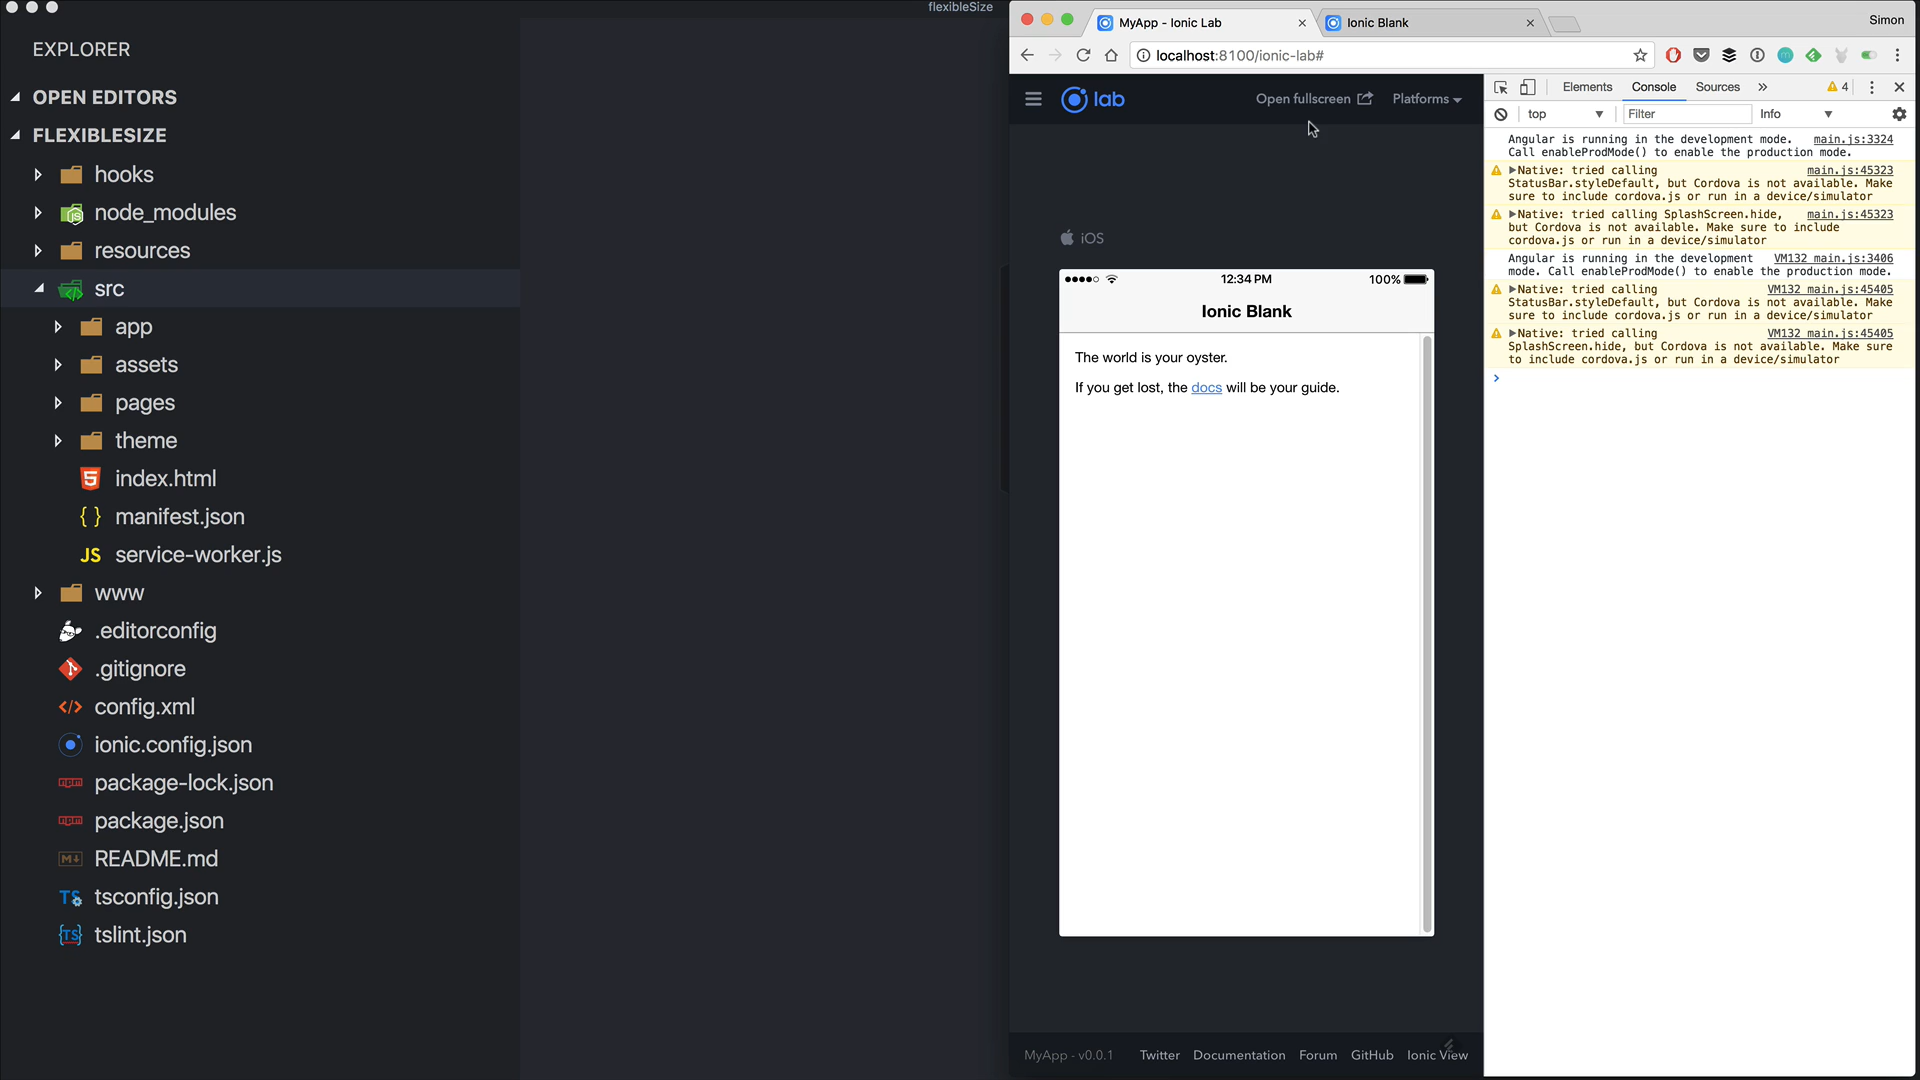 flexibleSize
EXPLORER
OPEN EDITORS
FLEXIBLESIZE
hooks
node_modules
resources
src
app
assets
pages
theme
index.html
manifest.json
JS service-worker.js
www
.editorconfig
.gitignore
config.xml
ionic.config.json
package-lock.json
package.json
README.md
TS tsconfig.json
TS tslint.json
MyApp - Ionic Lab
Ionic Blank
Simon
localhost:8100/ionic-lab#
lab
Open fullscreen
Platforms
iOS
12:34 PM
100%
Ionic Blank
The world is your oyster.
If you get lost, the docs will be your guide.
MyApp - v0.0.1
Twitter Documentation Forum GitHub Ionic View
Elements Console Sources » 4
top
Filter
Info
Angular is running in the development mode. main.js:3324
Call enableProdMode() to enable the production mode.
Native: tried calling main.js:45323
StatusBar.styleDefault, but Cordova is not available. Make
sure to include cordova.js or run in a device/simulator
Native: tried calling SplashScreen.hide, main.js:45323
but Cordova is not available. Make sure to include
cordova.js or run in a device/simulator
Angular is running in the development VM132 main.js:3406
mode. Call enableProdMode() to enable the production mode.
Native: tried calling VM132 main.js:45405
StatusBar.styleDefault, but Cordova is not available. Make
sure to include cordova.js or run in a device/simulator
Native: tried calling VM132 main.js:45405
SplashScreen.hide, but Cordova is not available. Make sure
to include cordova.js or run in a device/simulator